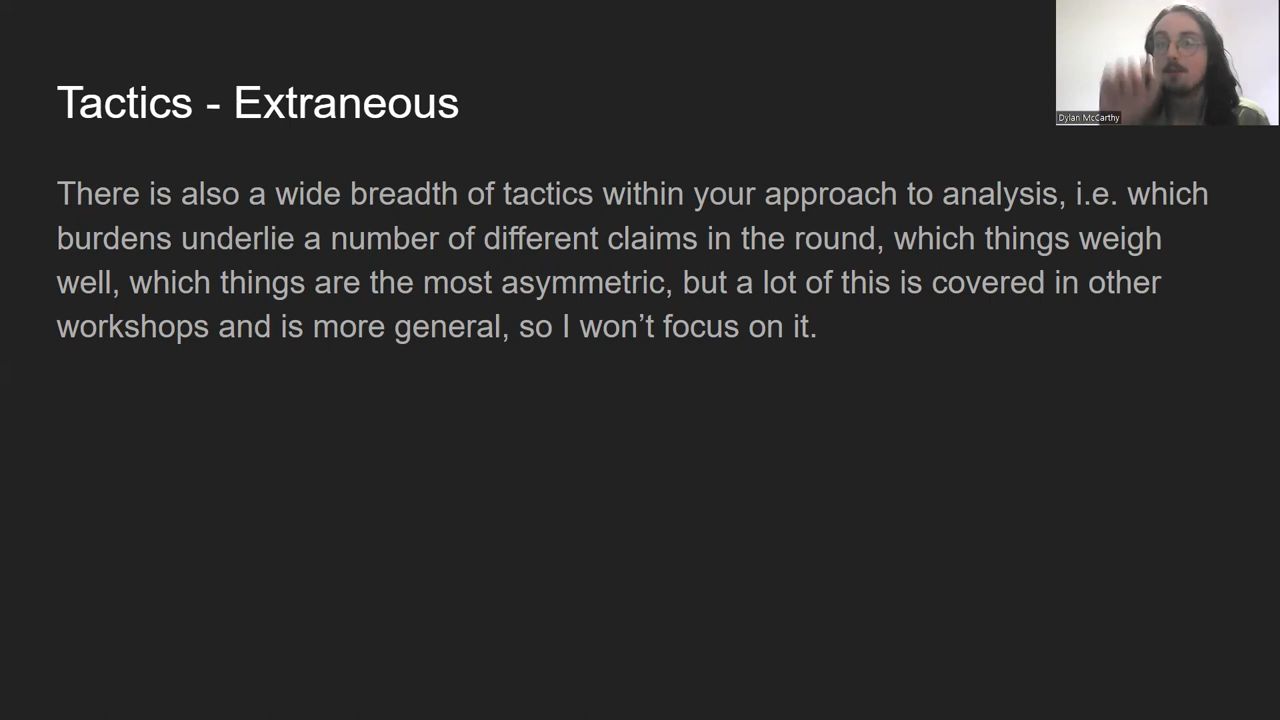 Tactics - Extraneous
Dylan McCarthy
There is also a wide breadth of tactics within your approach to analysis, i.e. which
burdens underlie a number of different claims in the round, which things weigh
well, which things are the most asymmetric, but a lot of this is covered in other
workshops and is more general, so I won’t focus on it.